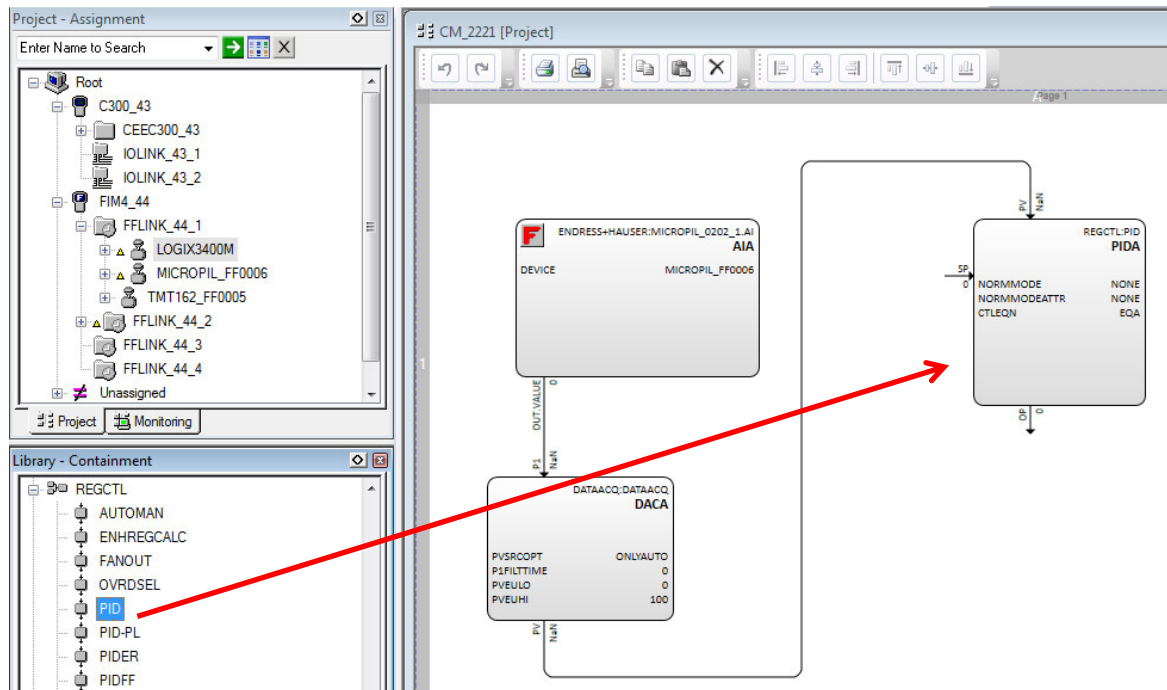 Project - Assignment
Enter Name to Search
Root
C300_43
CEEC300_43
IOLINK_43_1
IOLINK_43_2
FIM4_44
FFLINK_44_1
LOGIX3400M
MICROPIL_FF0006
TMT162_FF0005
FFLINK_44_2
FFLINK_44_3
FFLINK_44_4
Unassigned
Project Monitoring
Library - Containment
REGCTL
AUTOMAN
ENHREGCALC
FANOUT
OVRDSEL
PID
PID-PL
PIDER
PIDFF
CM_2221 [Project]
Page 1
1
F ENDRESS+HAUSER:MICROPIL_0202_1.AI
AIA
DEVICE MICROPIL_FF0006
OUT.VALUE 0
P1 NaN
DATAACQ:DATAACQ
DACA
PVSRCOPT ONLYAUTO
P1FILTTIME 0
PVEULO 0
PVEUHI 100
PV NaN
PV NaN
REGCTL:PID
PIDA
SP
0
NORMMODE NONE
NORMMODEATTR NONE
CTLEQN EQA
OP 0